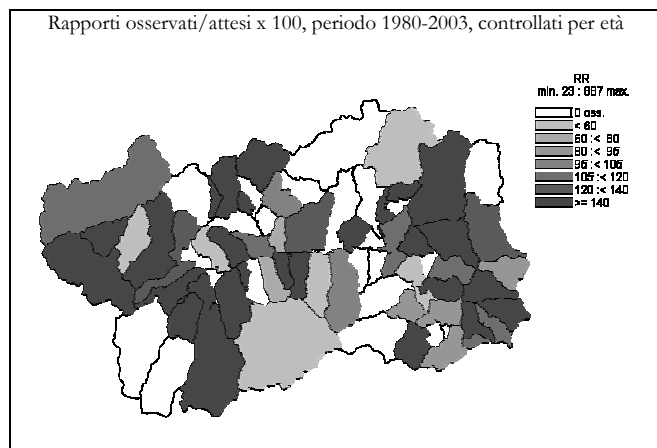 Rapporti osservati/attesi x 100, periodo 1980-2003, controllati per età
RR
min. 23 : 667 max.
0 oss.
< 60
60 :< 80
80 :< 95
95 :< 105
105 :< 120
120 :< 140
>= 140